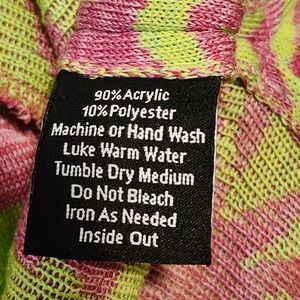 90% Acrylic
10% Polyester
Machine or Hand Wash
Luke Warm Water
Tumble Dry Medium
Do Not Bleach
Iron As Needed
Inside Out